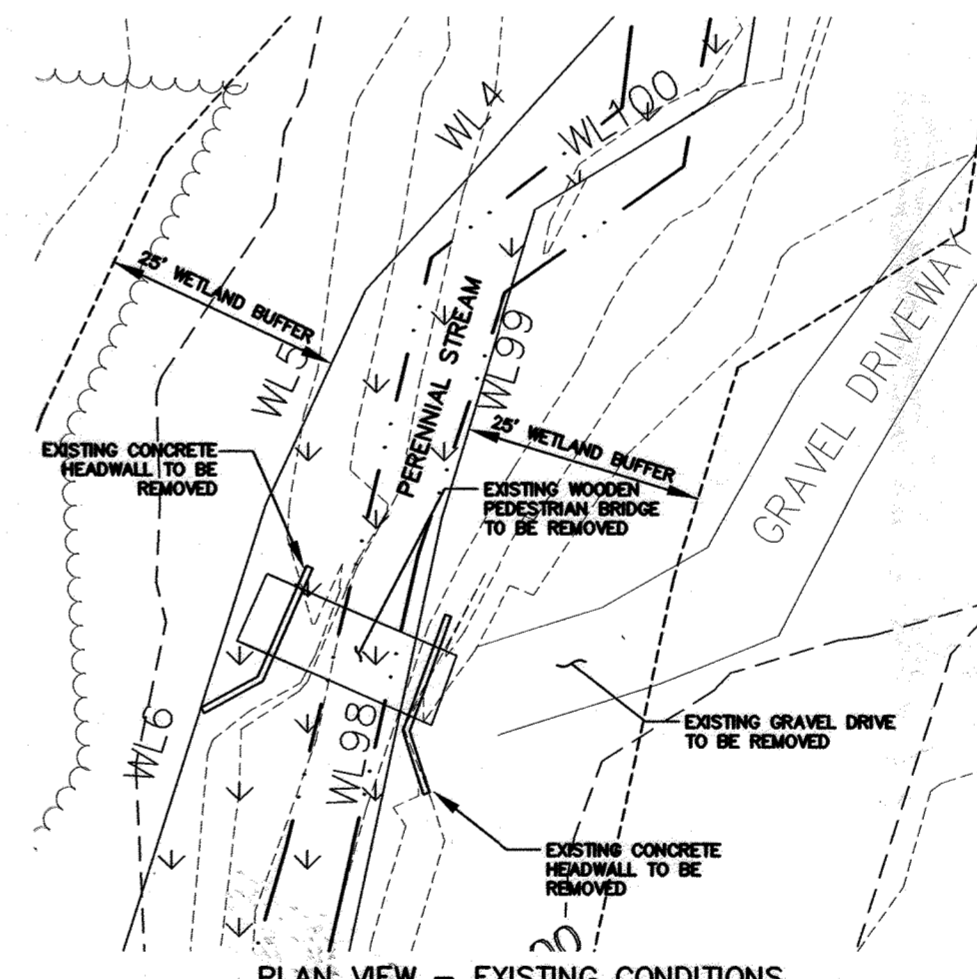 WL4
WL100
25' WETLAND BUFFER
WL5
PERENNIAL STREAM
WL99
GRAVEL DRIVEWAY
25' WETLAND BUFFER
EXISTING CONCRETE
HEADWALL TO BE
REMOVED
EXISTING WOODEN
PEDESTRIAN BRIDGE
TO BE REMOVED
WL6
WL98
EXISTING GRAVEL DRIVE
TO BE REMOVED
EXISTING CONCRETE
HEADWALL TO BE
REMOVED
PLAN VIEW – EXISTING CONDITIONS